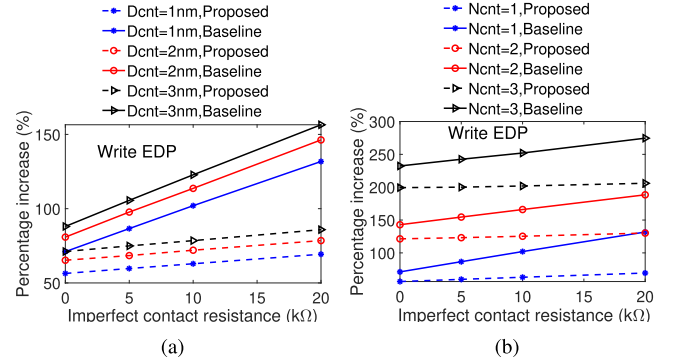 Dcnt=1nm,Proposed
Dcnt=1nm,Baseline
Dcnt=2nm,Proposed
Dcnt=2nm,Baseline
Dcnt=3nm,Proposed
Dcnt=3nm,Baseline
Write EDP
Percentage increase (%)
150
100
50
0 5 10 20
Imperfect contact resistance (kΩ)
(a)
Ncnt=1,Proposed
Ncnt=1,Baseline
Ncnt=2,Proposed
Ncnt=2,Baseline
Ncnt=3,Proposed
Ncnt=3,Baseline
Write EDP
Percentage increase (%)
300
250
200
150
100
0 5 10 20
Imperfect contact resistance (kΩ)
(b)